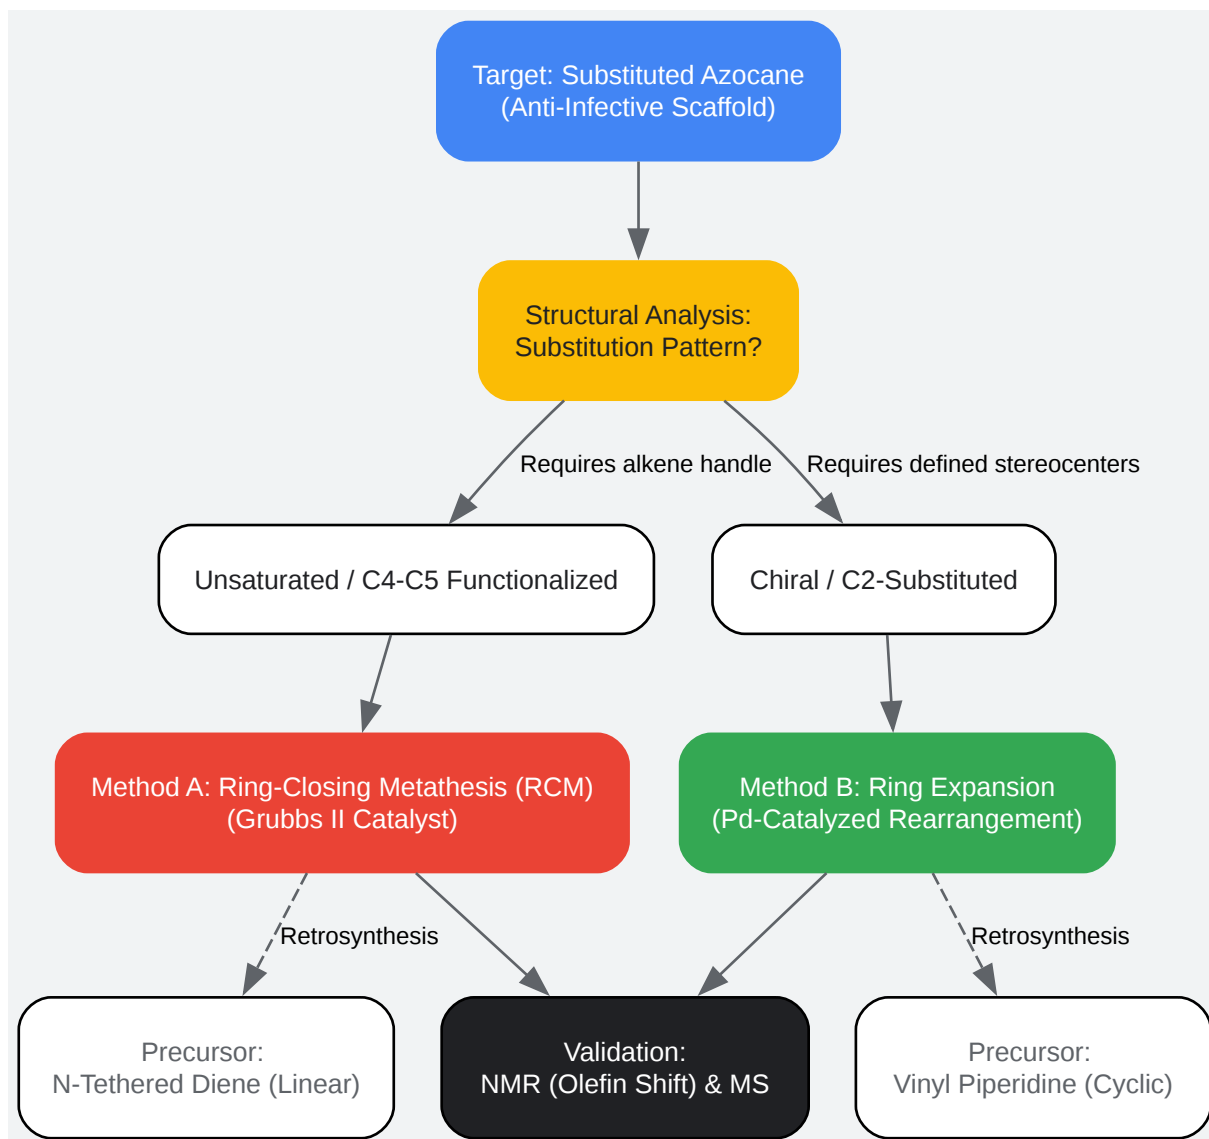 Target: Substituted Azocane
(Anti-Infective Scaffold)
Structural Analysis:
Substitution Pattern?
Requires alkene handle
Requires defined stereocenters
Unsaturated / C4-C5 Functionalized
Chiral / C2-Substituted
Method A: Ring-Closing Metathesis (RCM)
(Grubbs II Catalyst)
Method B: Ring Expansion
(Pd-Catalyzed Rearrangement)
Retrosynthesis
Retrosynthesis
Precursor:
N-Tethered Diene (Linear)
Validation:
NMR (Olefin Shift) & MS
Precursor:
Vinyl Piperidine (Cyclic)